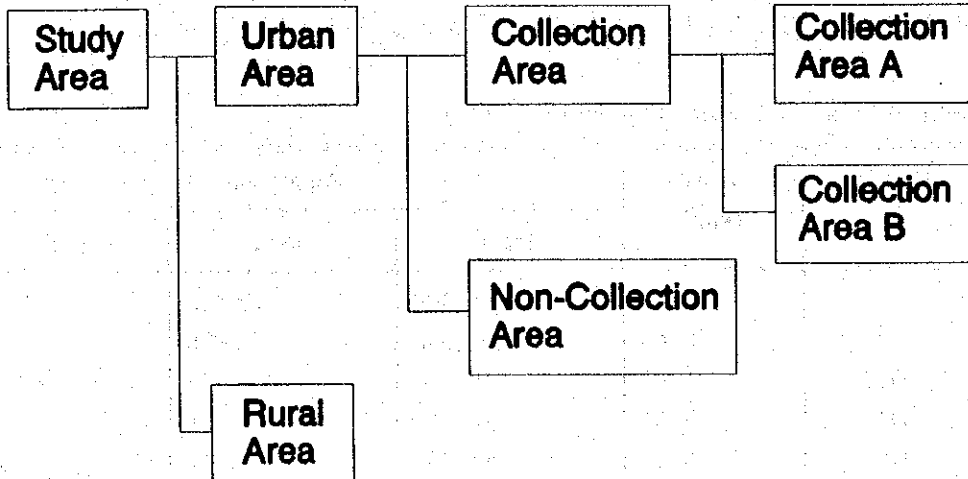 Study
Area
Urban
Area
Collection
Area
Collection
Area A
Collection
Area B
Non-Collection
Area
Rural
Area